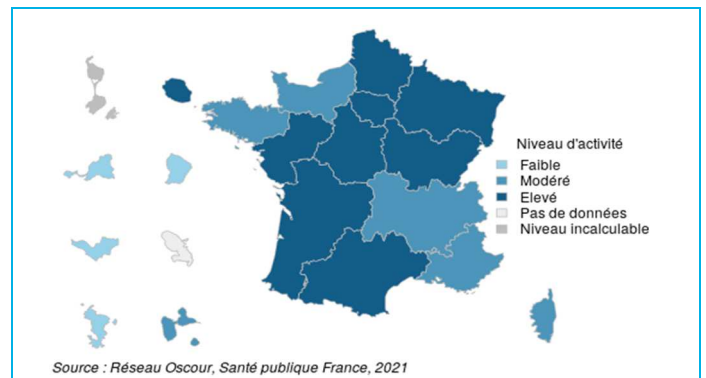 Niveau d'activité
Faible
Modéré
Elevé
Pas de données
Niveau incalculable
Source : Réseau Oscour, Santé publique France, 2021